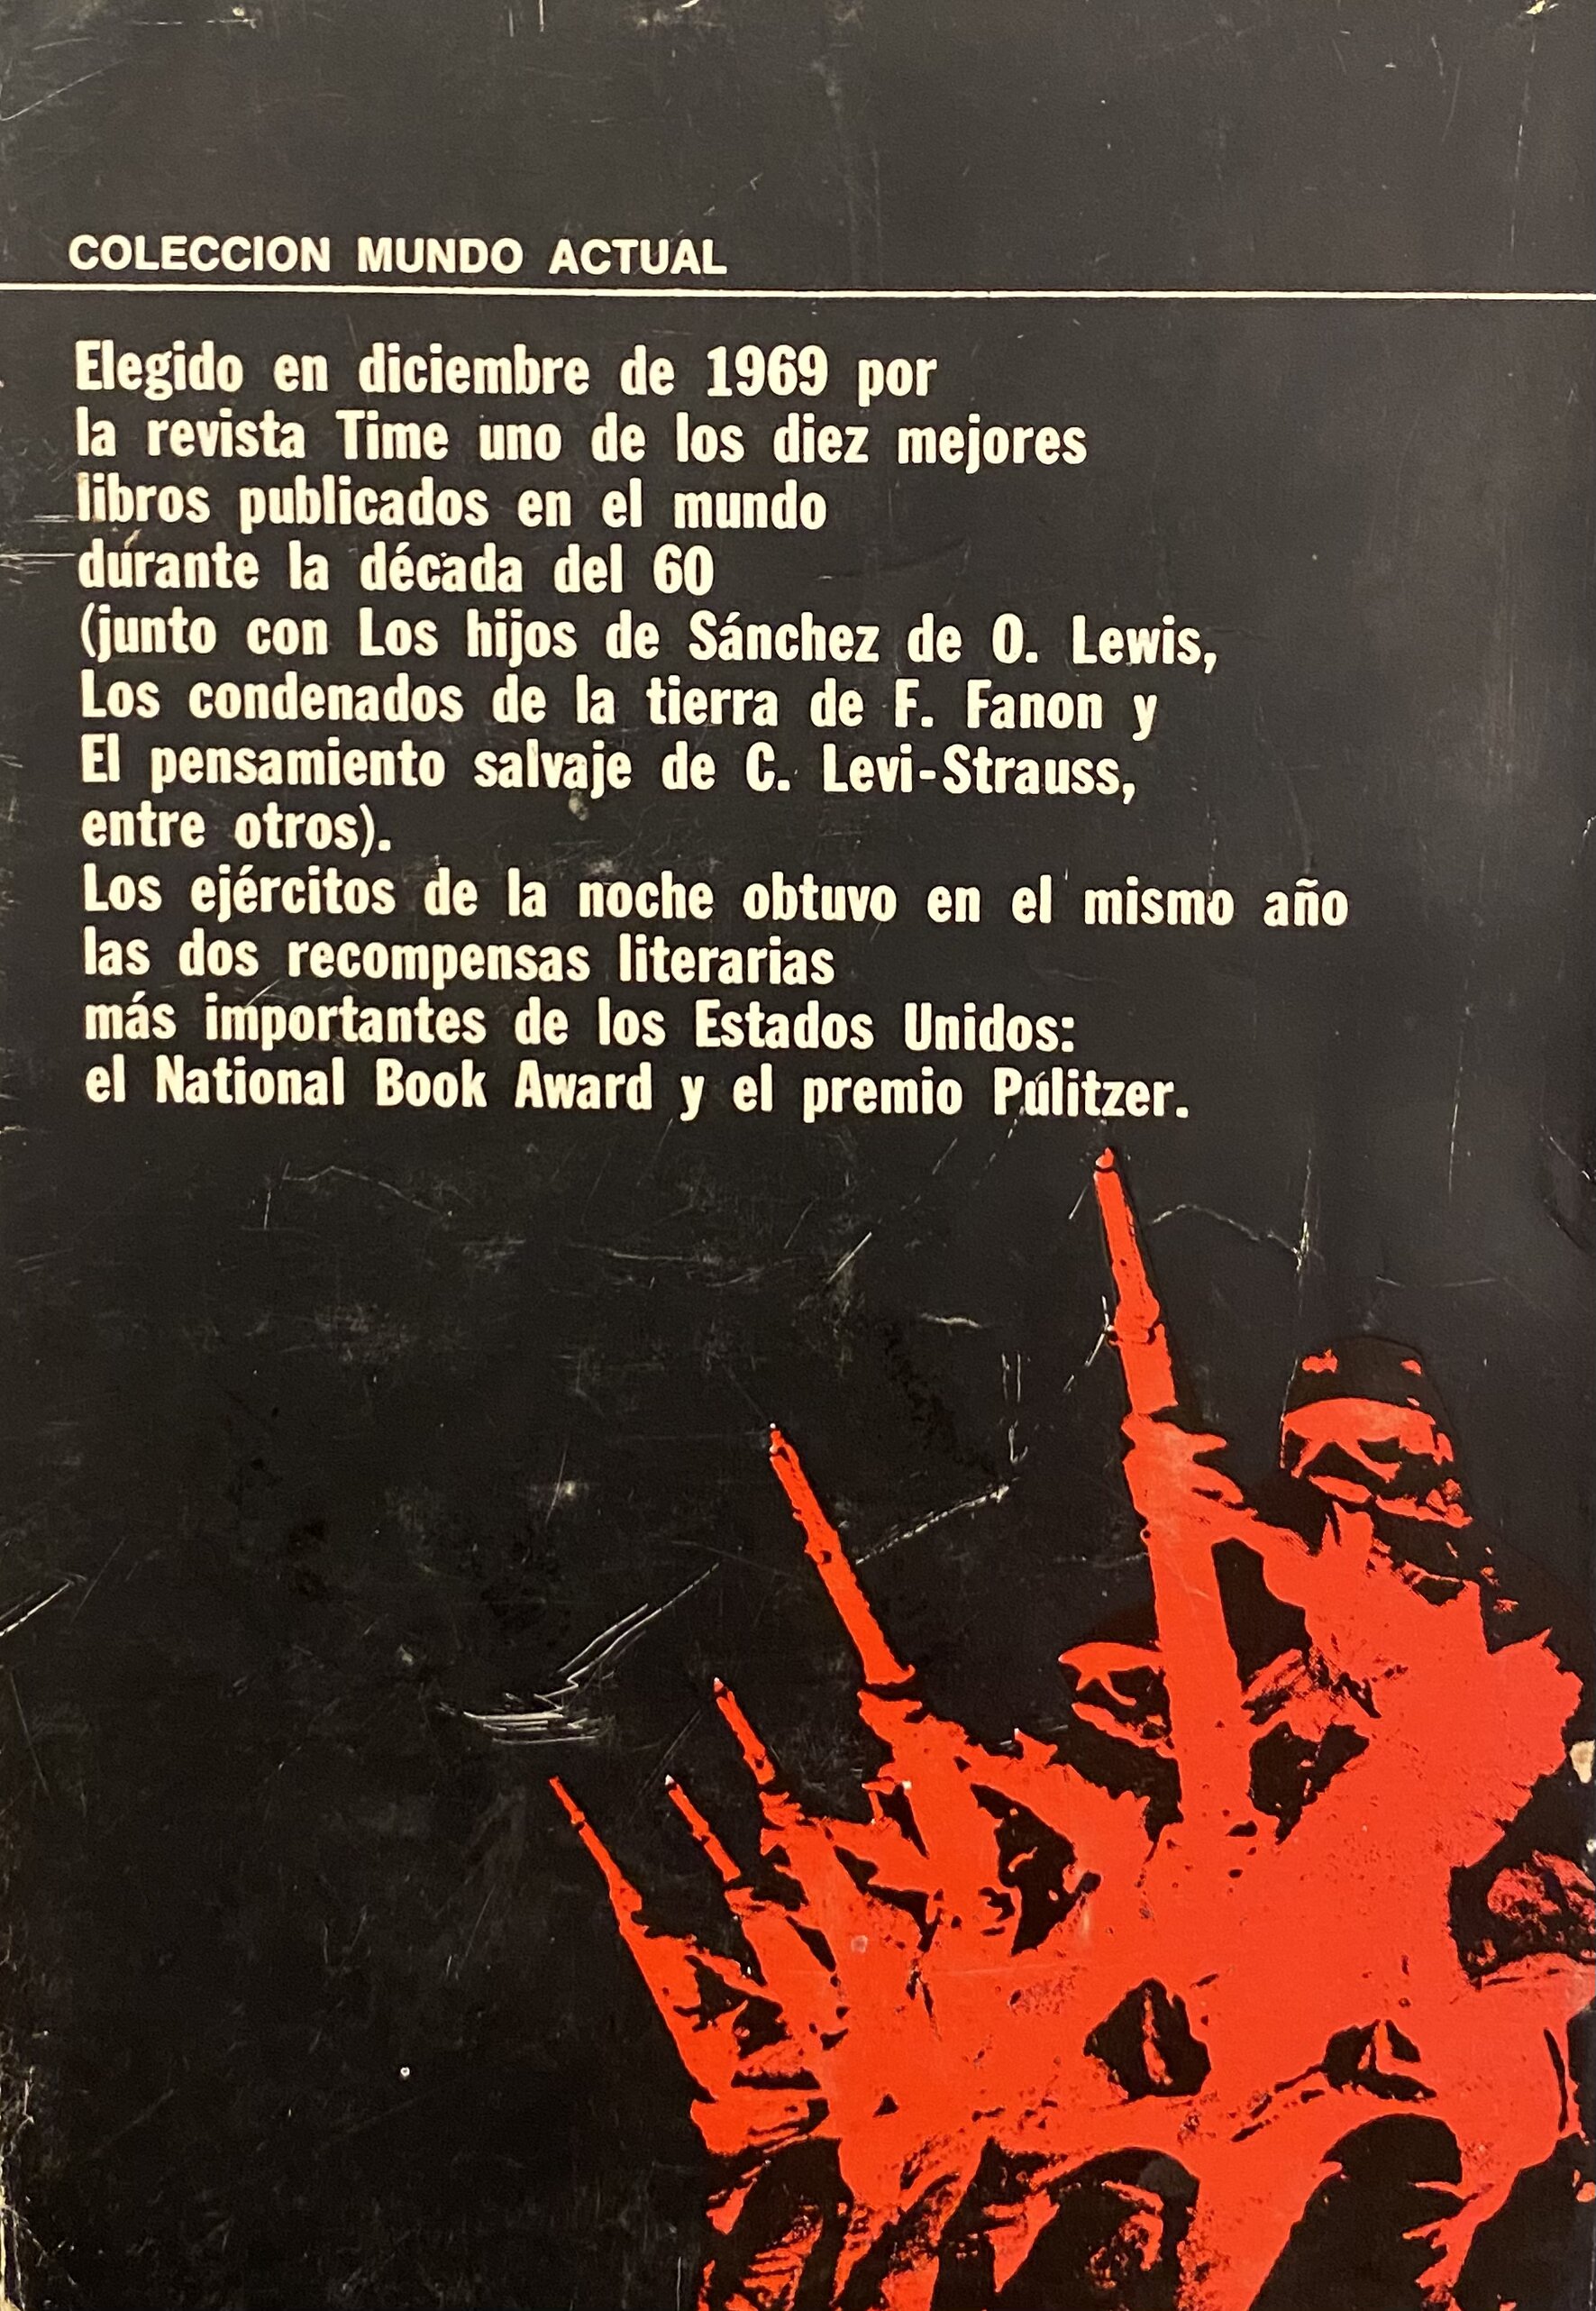 COLECCION MUNDO ACTUAL
Elegido en diciembre de 1969 por
la revista Time uno de los diez mejores
libros publicados en el mundo
durante la década del 60
(junto con Los hijos de Sánchez de O. Lewis,
Los condenados de la tierra de F. Fanon y
El pensamiento salvaje de C. Levi-Strauss,
entre otros).
Los ejércitos de la noche obtuvo en el mismo año
las dos recompensas literarias
más importantes de los Estados Unidos:
el National Book Award y el premio Púlitzer.